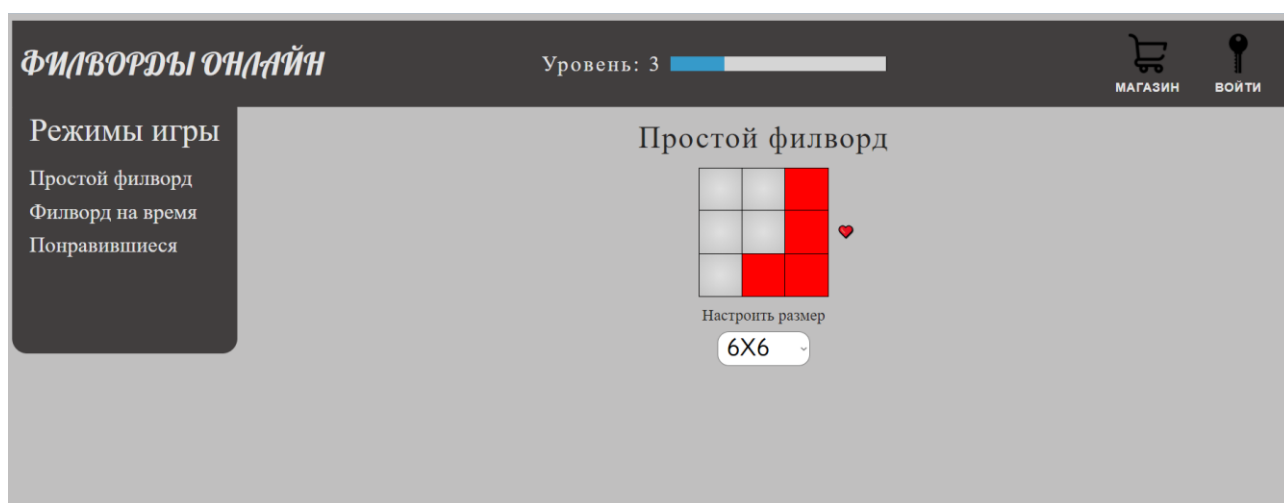 ФИЛВОРДЫ ОНЛАЙН
Уровень: 3
МАГАЗИН
ВОЙТИ
Режимы игры
Простой филворд
Филворд на время
Понравившиеся
Простой филворд
Настроить размер
6X6